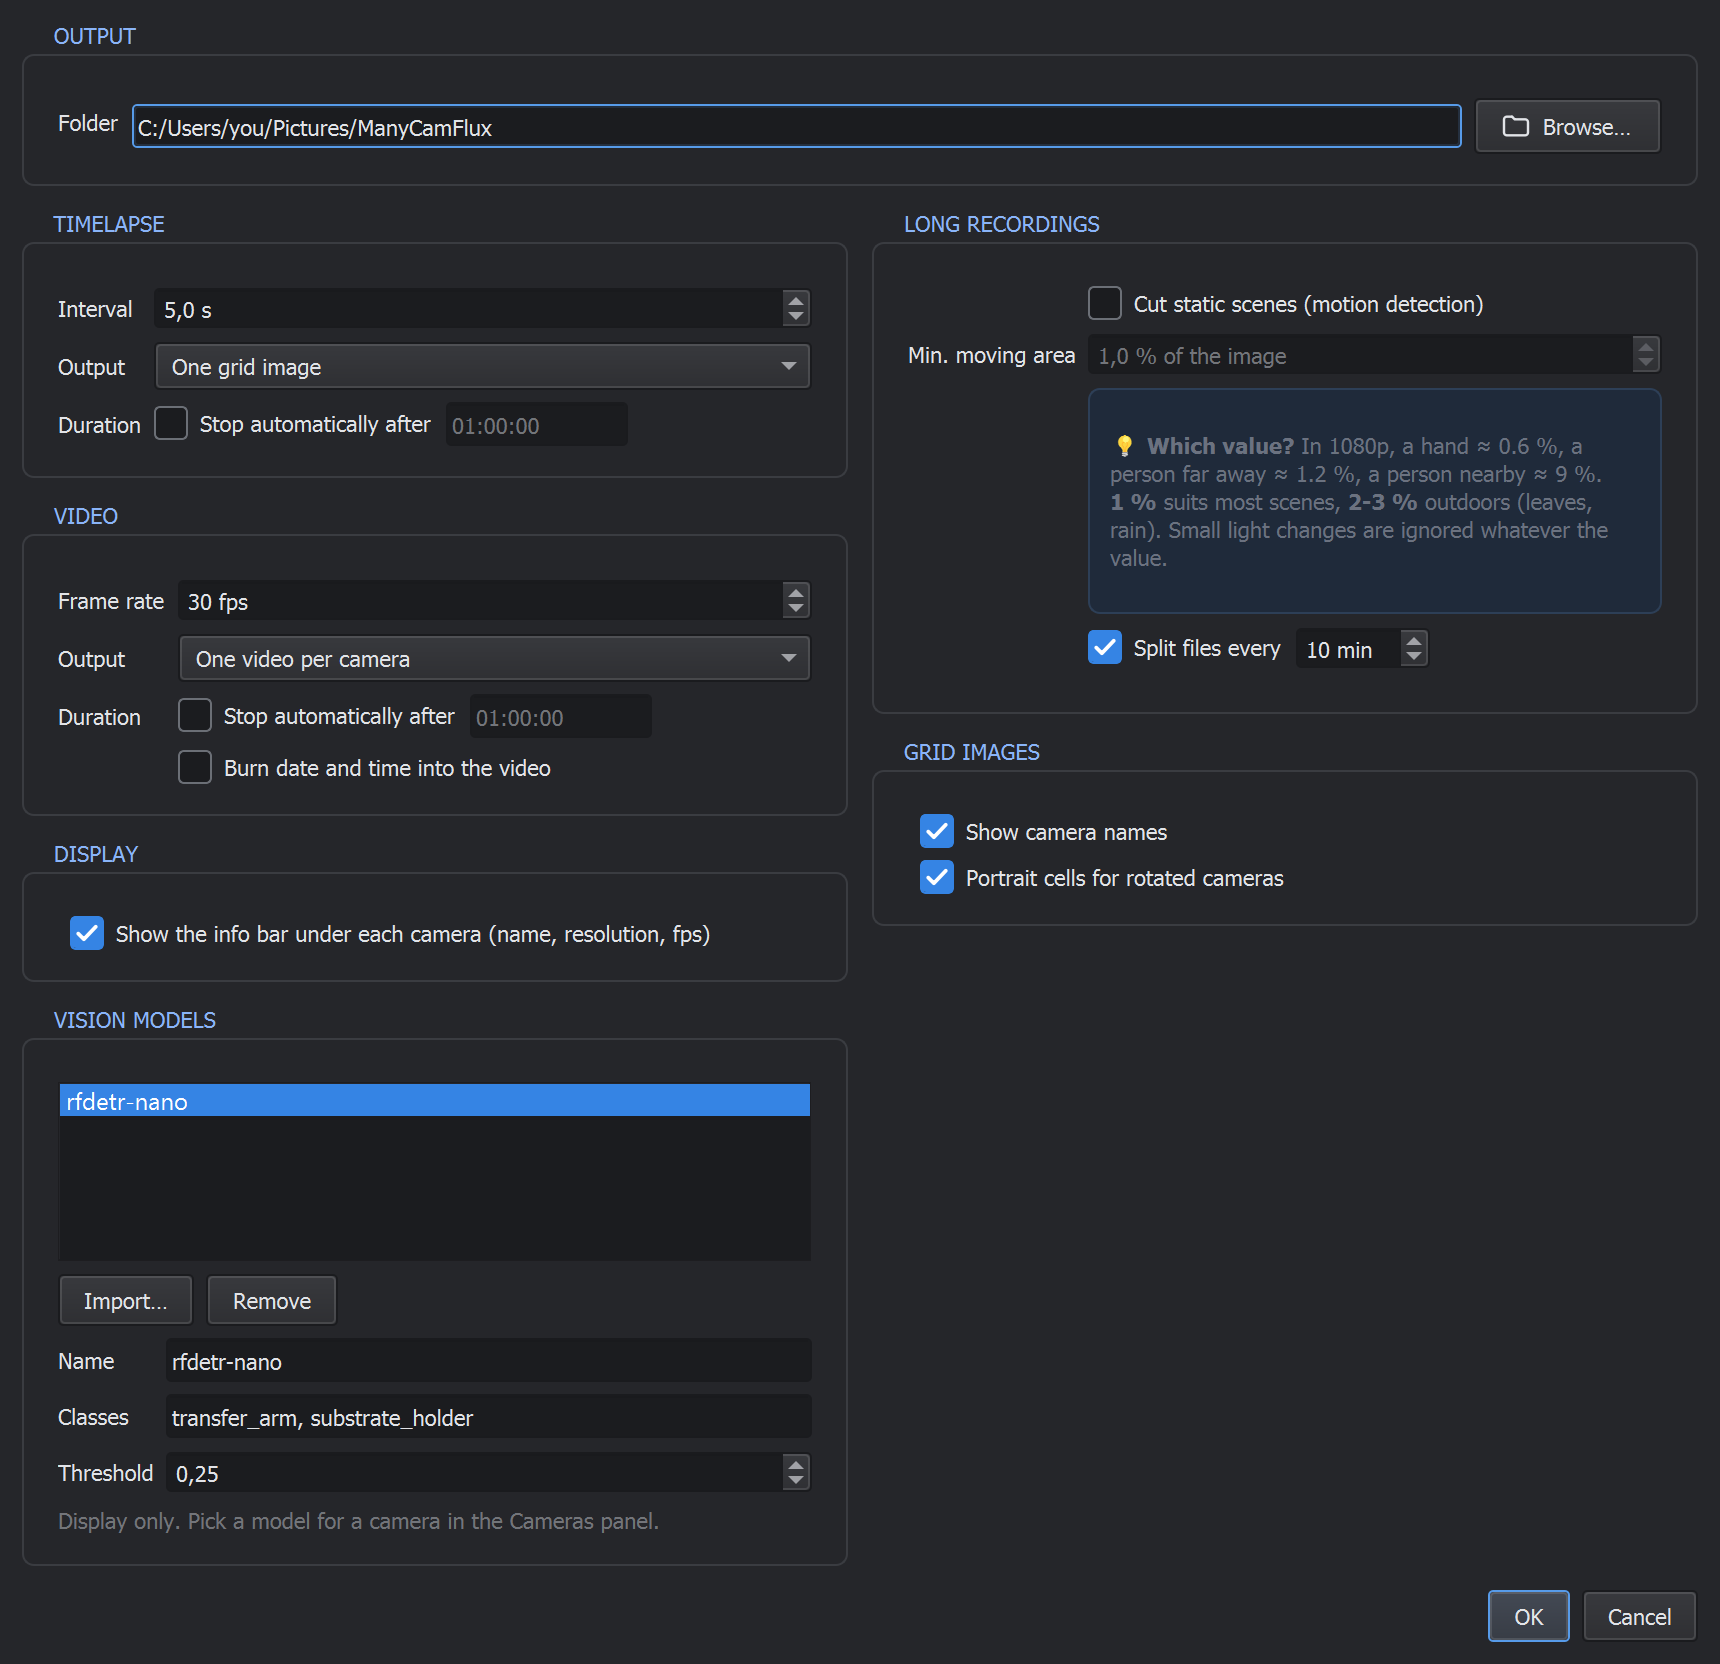 OUTPUT
Folder C:/Users/you/Pictures/ManyCamFlux Browse...
TIMELAPSE
Interval 5,0 s
Output One grid image
Duration Stop automatically after 01:00:00
VIDEO
Frame rate 30 fps
Output One video per camera
Duration Stop automatically after 01:00:00
Burn date and time into the video
DISPLAY
Show the info bar under each camera (name, resolution, fps)
VISION MODELS
rfdetr-nano
Import... Remove
Name rfdetr-nano
Classes transfer_arm, substrate_holder
Threshold 0,25
Display only. Pick a model for a camera in the Cameras panel.
LONG RECORDINGS
Cut static scenes (motion detection)
Min. moving area 1,0 % of the image
💡 Which value? In 1080p, a hand ≈ 0.6 %, a
person far away ≈ 1.2 %, a person nearby ≈ 9 %.
1 % suits most scenes, 2-3 % outdoors (leaves,
rain). Small light changes are ignored whatever the
value.
Split files every 10 min
GRID IMAGES
Show camera names
Portrait cells for rotated cameras
OK Cancel